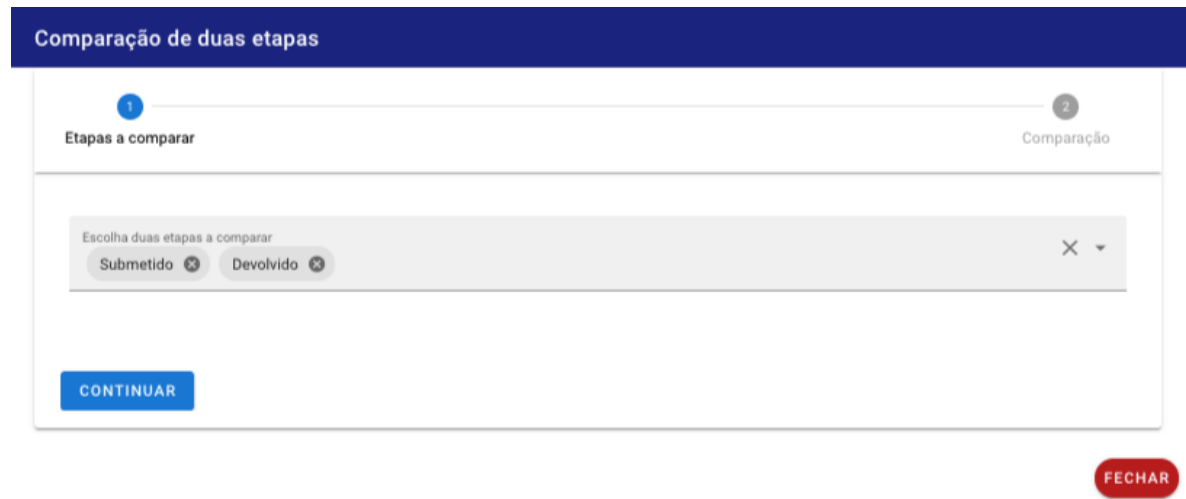 Comparação de duas etapas
1
2
Etapas a comparar
Comparação
Escolha duas etapas a comparar
Submetido Devolvido
CONTINUAR
FECHAR